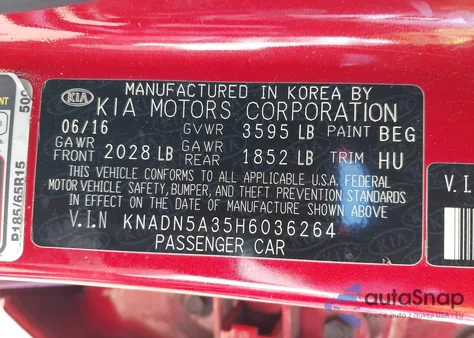 MANUFACTURED IN KOREA BY
KIA KIA MOTORS CORPORATION
06/16 GVWR 3595 LB PAINT BEG
GAWR FRONT 2028 LB GAWR REAR 1852 LB TRIM HU
THIS VEHICLE CONFORMS TO ALL APPLICABLE U.S.A. FEDERAL
MOTOR VEHICLE SAFETY, BUMPER, AND THEFT PREVENTION STANDARDS
IN EFFECT ON THE DATE OF MANUFACTURE SHOWN ABOVE
V.I.N KNADN5A35H6036264
PASSENGER CAR
P185/65R15
500
V.I
autoSnap